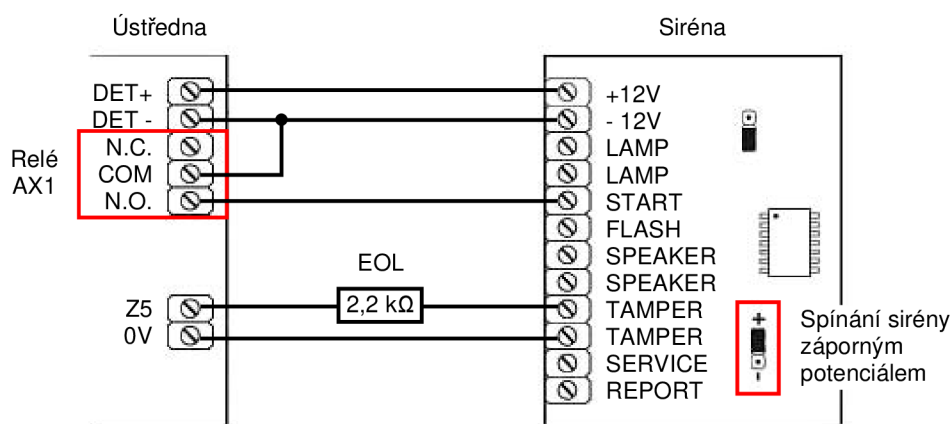 Ústředna
Siréna
DET+
DET -
N.C.
COM
N.O.
Relé
AX1
Z5
0V
EOL
2,2 kΩ
+12V
- 12V
LAMP
LAMP
START
FLASH
SPEAKER
SPEAKER
TAMPER
TAMPER
SERVICE
REPORT
+
-
Spínání sirény
záporným
potenciálem